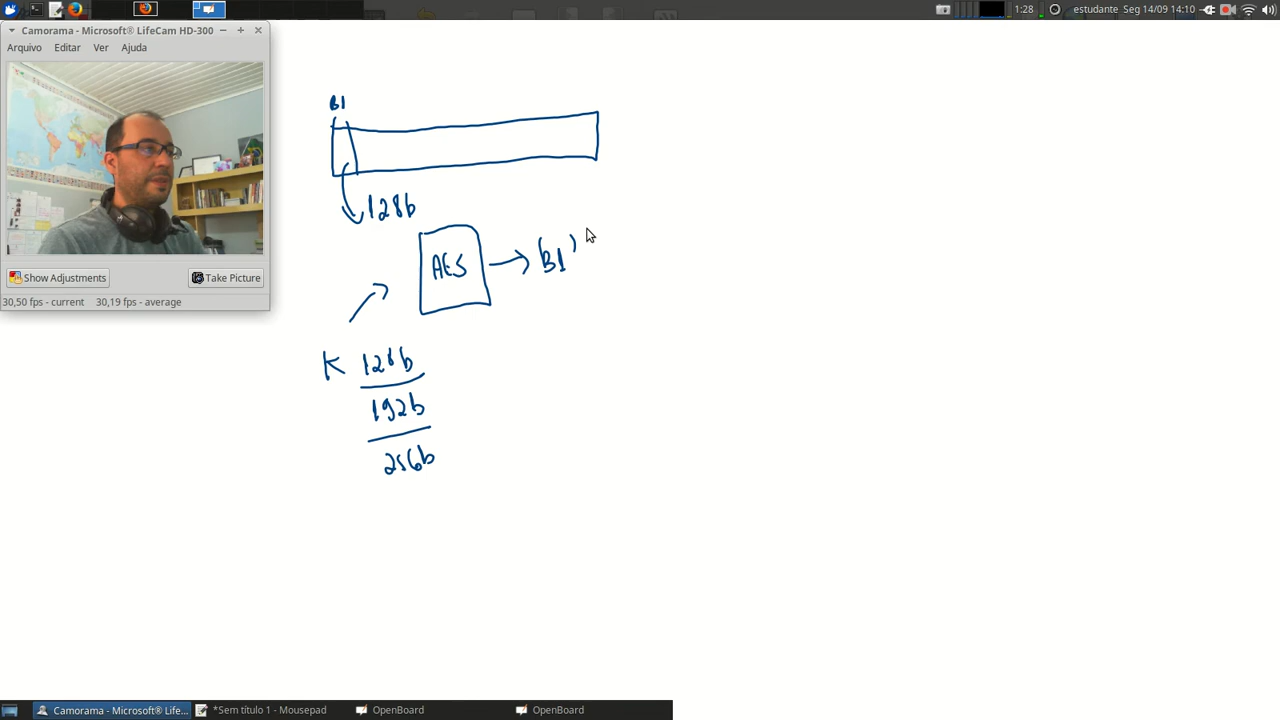 1:28 estudante Seg 14/09 14:10
Camorama - Microsoft® LifeCam HD-300
Arquivo Editar Ver Ajuda
Show Adjustments Take Picture
30,50 fps - current 30,19 fps - average
B1
128b
AES B1'
K 128b
192b
256b
Camorama - Microsoft® Life... *Sem título 1 - Mousepad OpenBoard OpenBoard